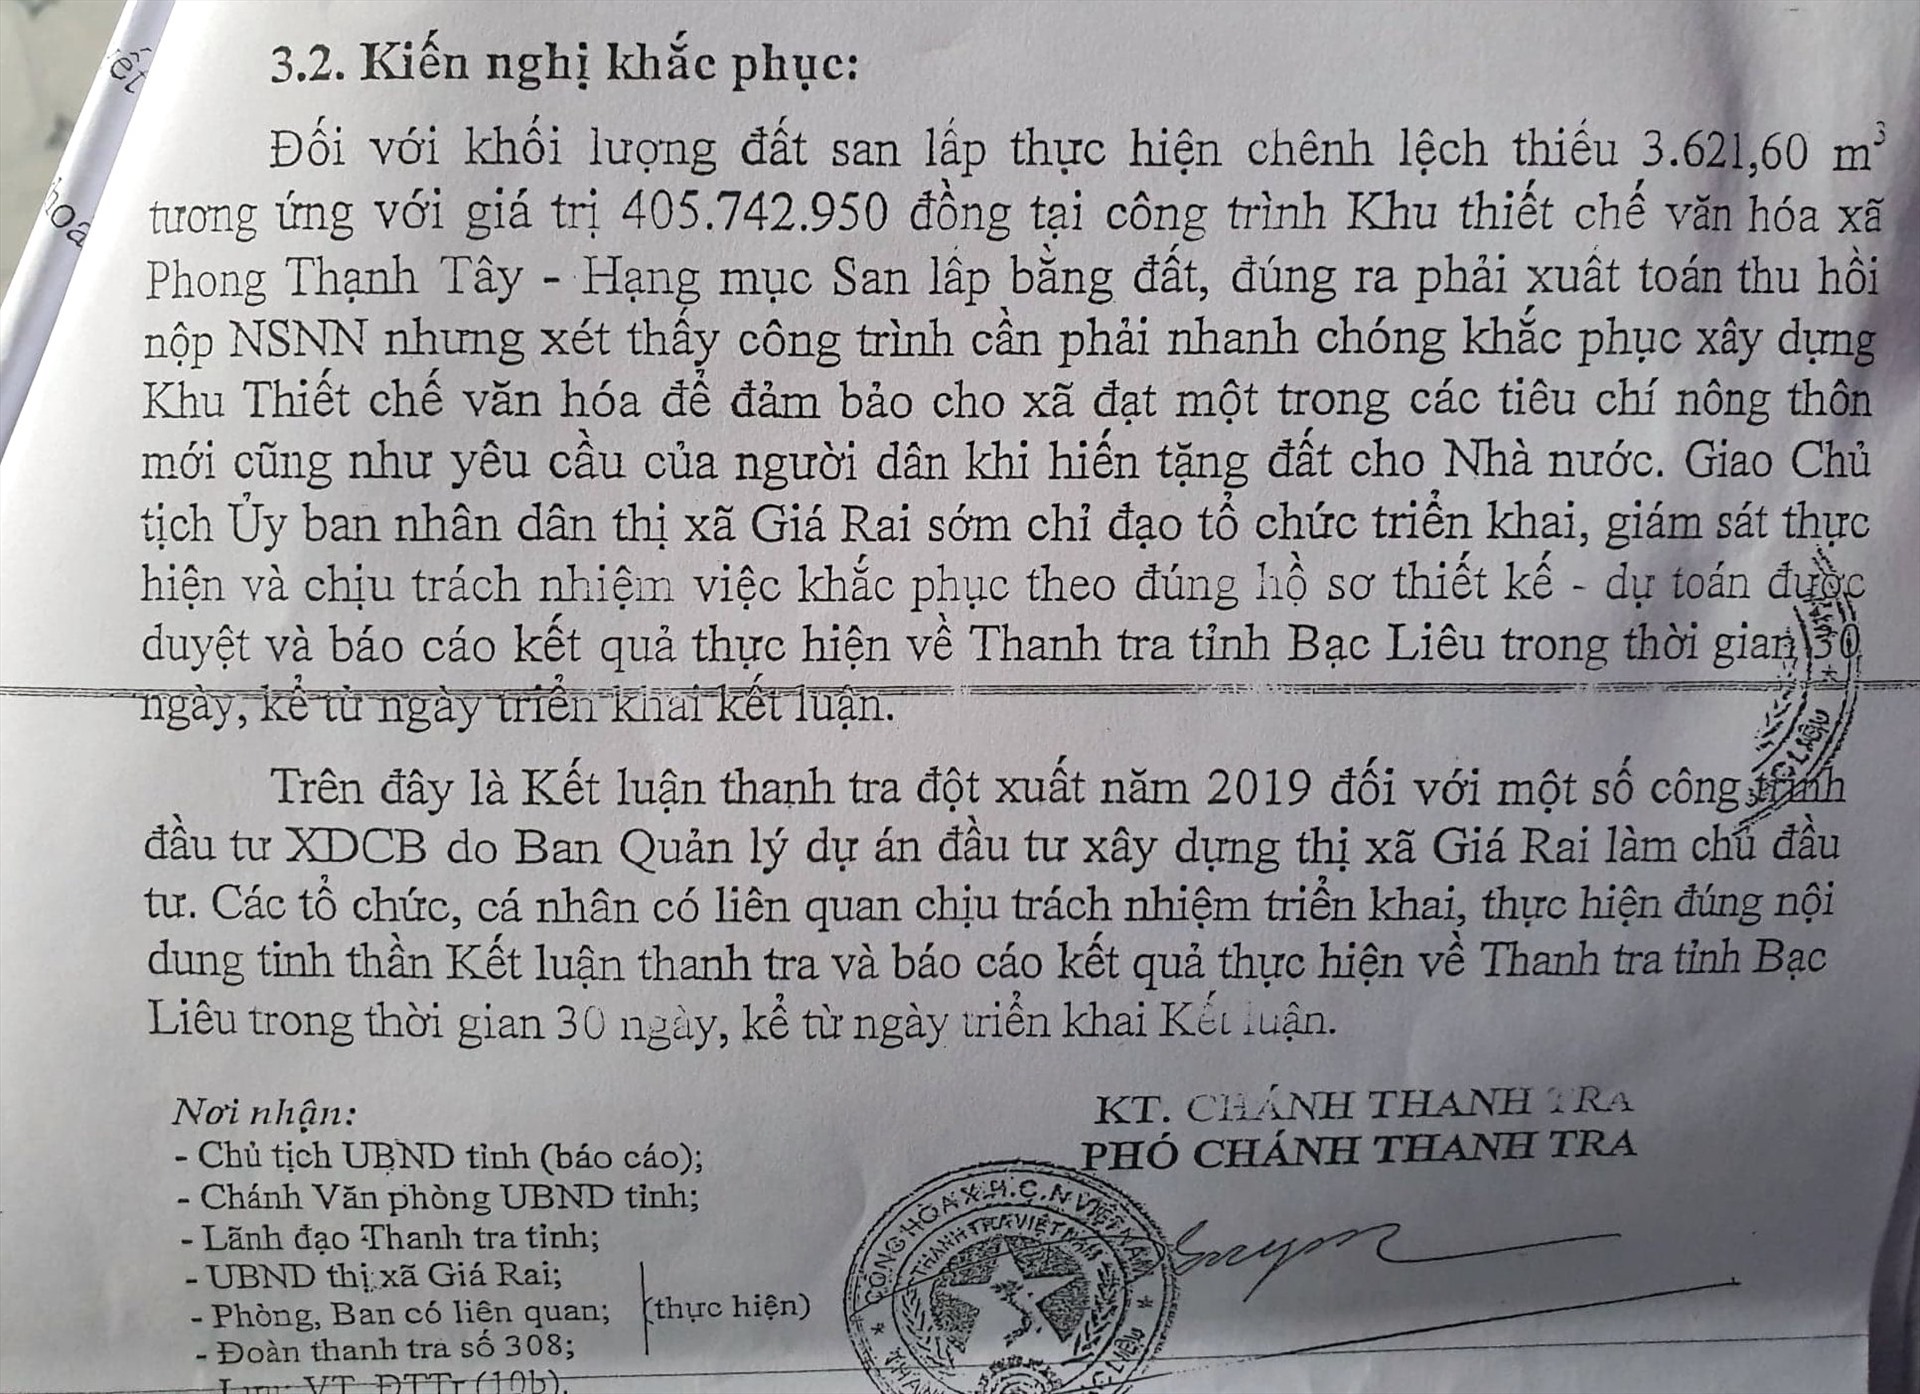 3.2. Kiến nghị khắc phục:
Đối với khối lượng đất san lấp thực hiện chênh lệch thiếu 3.621,60 m³
tương ứng với giá trị 405.742.950 đồng tại công trình Khu thiết chế văn hóa xã
Phong Thạnh Tây - Hạng mục San lấp bằng đất, đúng ra phải xuất toán thu hồi
nộp NSNN nhưng xét thấy công trình cần phải nhanh chóng khắc phục xây dựng
Khu Thiết chế văn hóa để đảm bảo cho xã đạt một trong các tiêu chí nông thôn
mới cũng như yêu cầu của người dân khi hiến tặng đất cho Nhà nước. Giao Chủ
tịch Ủy ban nhân dân thị xã Giá Rai sớm chỉ đạo tổ chức triển khai, giám sát thực
hiện và chịu trách nhiệm việc khắc phục theo đúng hồ sơ thiết kế - dự toán được
duyệt và báo cáo kết quả thực hiện về Thanh tra tỉnh Bạc Liêu trong thời gian 30
ngày, kể từ ngày triển khai kết luận.
Trên đây là Kết luận thanh tra đột xuất năm 2019 đối với một số công trình
đầu tư XDCB do Ban Quản lý dự án đầu tư xây dựng thị xã Giá Rai làm chủ đầu
tư. Các tổ chức, cá nhân có liên quan chịu trách nhiệm triển khai, thực hiện đúng nội
dung tinh thần Kết luận thanh tra và báo cáo kết quả thực hiện về Thanh tra tỉnh Bạc
Liêu trong thời gian 30 ngày, kể từ ngày triển khai Kết luận.
Nơi nhận:
- Chủ tịch UBND tỉnh (báo cáo);
- Chánh Văn phòng UBND tỉnh;
- Lãnh đạo Thanh tra tỉnh;
- UBND thị xã Giá Rai;
- Phòng, Ban có liên quan;
(thực hiện)
- Đoàn thanh tra số 308;
Lưu: VT, ĐTTr (10b).
KT. CHÁNH THANH TRA
PHÓ CHÁNH THANH TRA
CỘNG HÒA X.H.C.N VIỆT NAM
THANH TRA VIỆT NAM